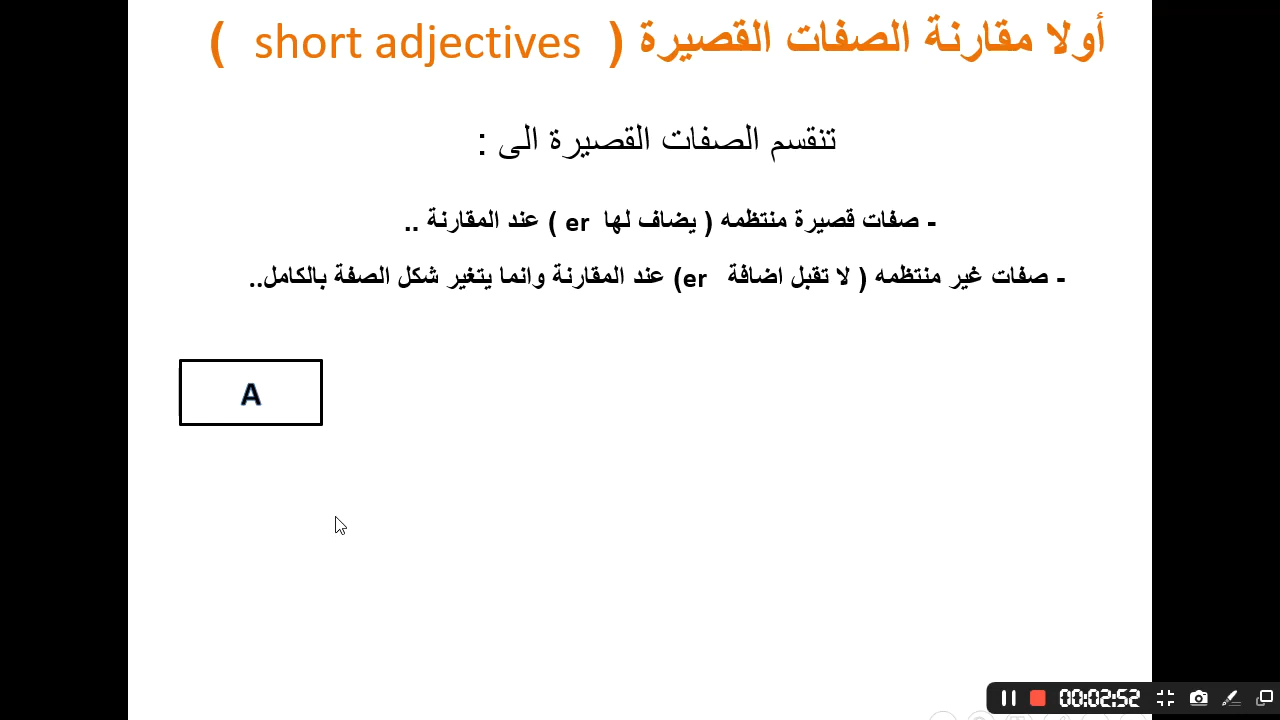 أولا مقارنة الصفات القصيرة ( short adjectives )
تنقسم الصفات القصيرة الى :
- صفات قصيرة منتظمه ( يضاف لها er ) عند المقارنة ..
- صفات غير منتظمه ( لا تقبل اضافة er) عند المقارنة وانما يتغير شكل الصفة بالكامل..
A
00:02:52